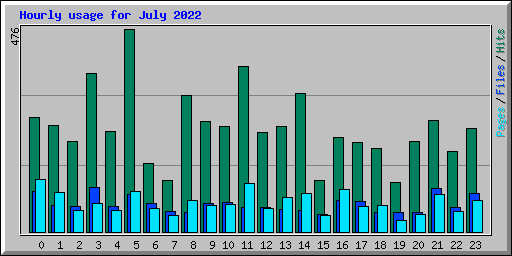 Hourly usage for July 2022
476
Pages/Files/Hits
0 1 2 3 4 5 6 7 8 9 10 11 12 13 14 15 16 17 18 19 20 21 22 23